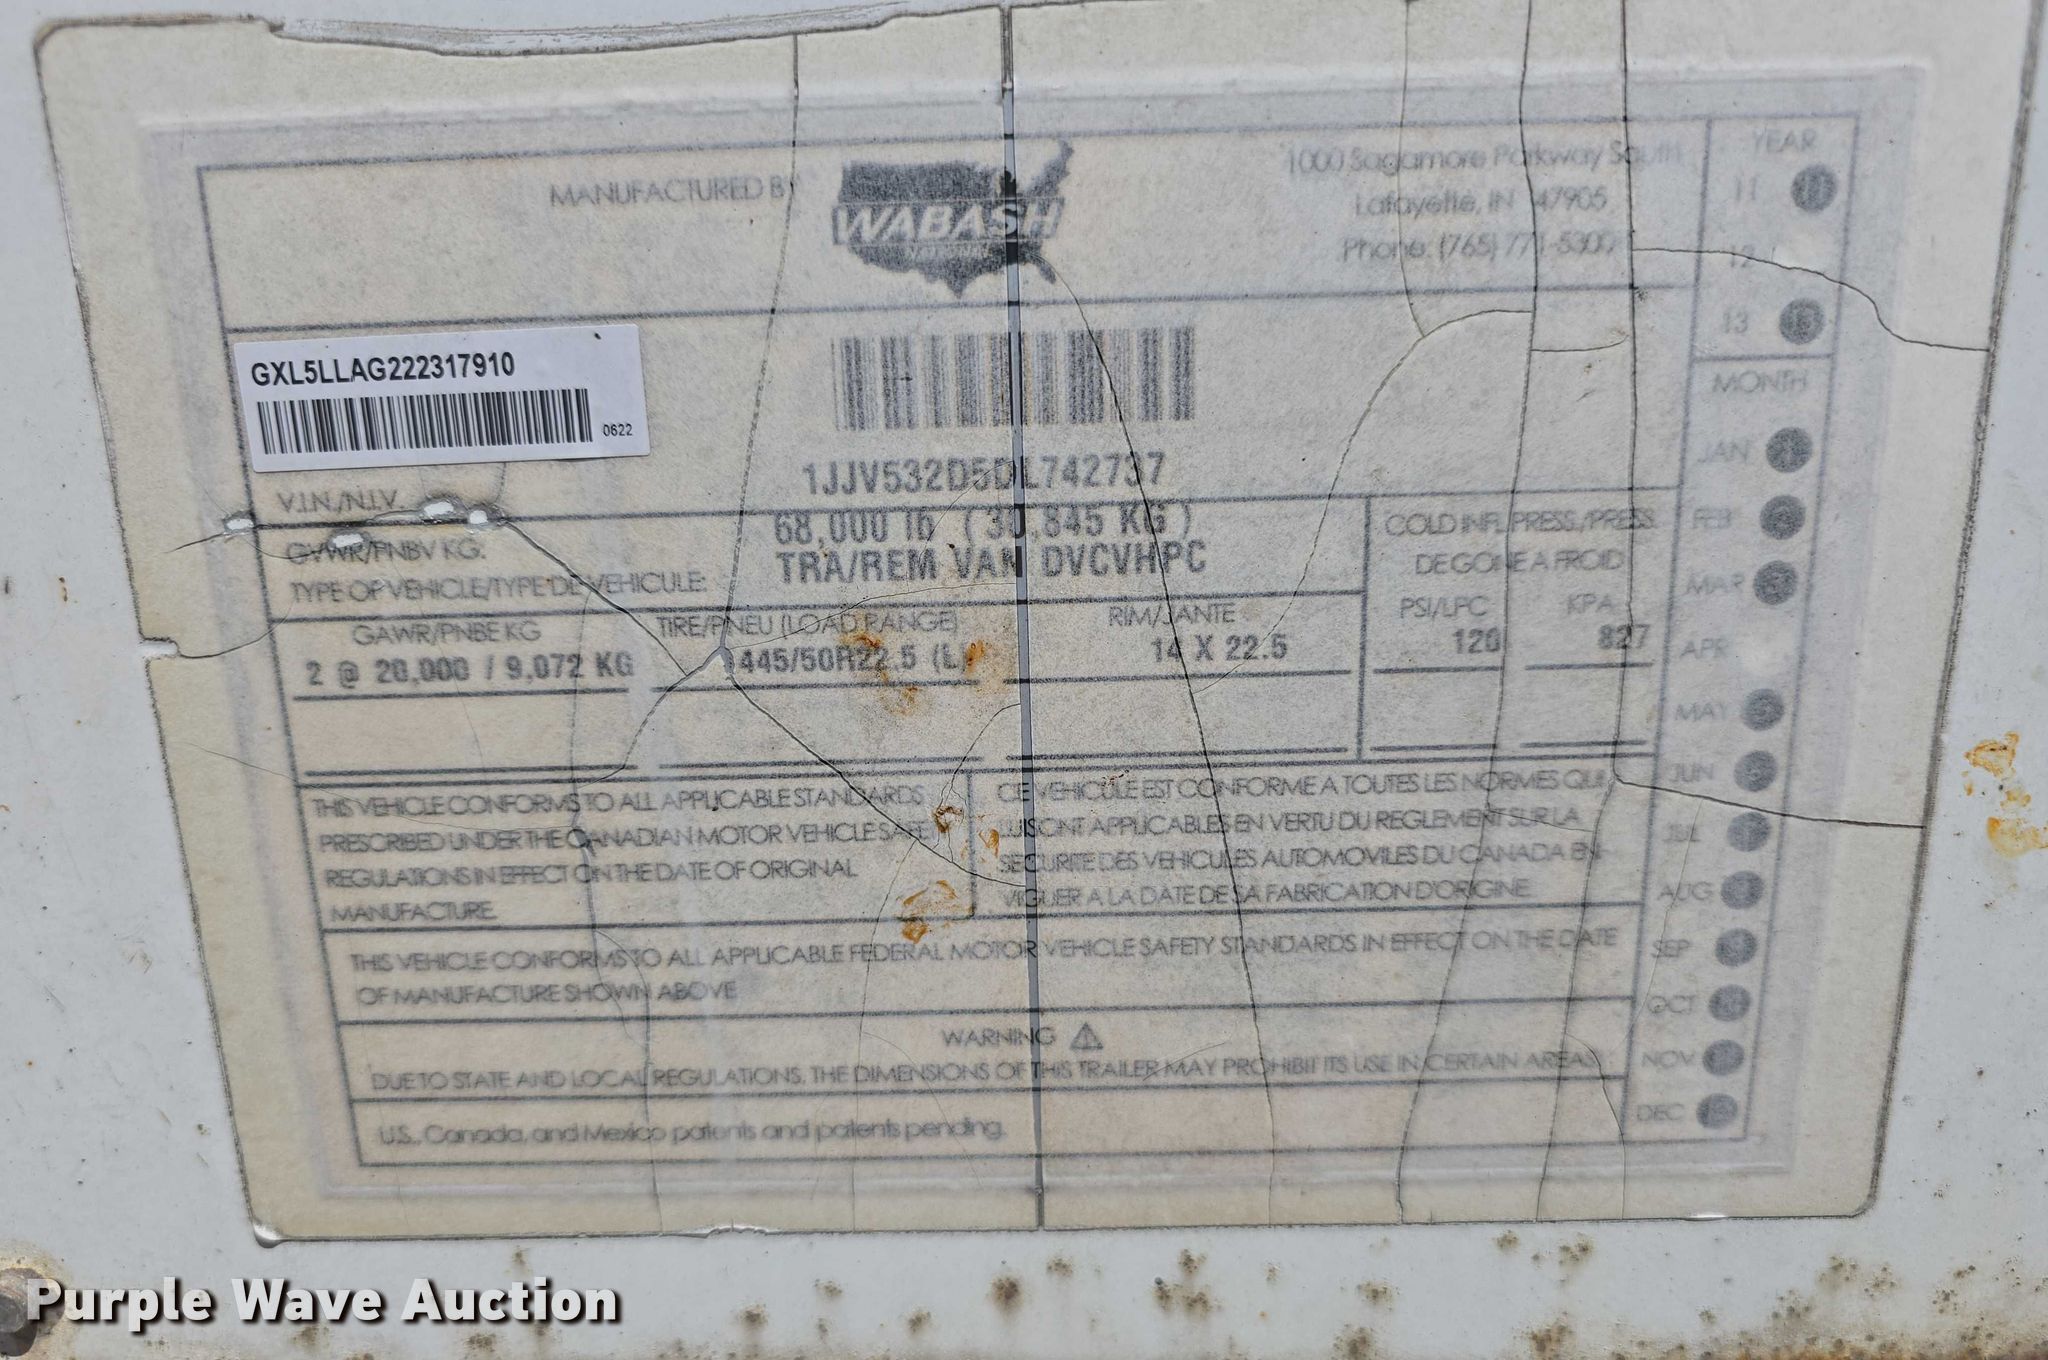 MANUFACTURED BY
WABASH
NATIONAL
1000 Sagamore Parkway South
Lafayette, IN 47905
Phone: (765) 771-5300
YEAR
11
12
13
GXL5LLAG222317910
0622
1JJV532D5DL742737
V.I.N./N.I.V.
GVWR/PNBV KG: 68,000 lb (30,845 KG)
TYPE OF VEHICLE/TYPE DE VEHICULE: TRA/REM VAN DVCVHPC
COLD INFL. PRESS./PRESS.
DE GONF A FROID
GAWR/PNBE KG TIRE/PNEU (LOAD RANGE) RIM/JANTE PSI/LPC KPA
2 @ 20,000 / 9,072 KG 445/50R22.5 (L) 14 X 22.5 120 827
MONTH
JAN
FEB
MAR
APR
MAY
JUN
JUL
AUG
SEP
OCT
NOV
DEC
THIS VEHICLE CONFORMS TO ALL APPLICABLE STANDARDS
PRESCRIBED UNDER THE CANADIAN MOTOR VEHICLE SAFETY
REGULATIONS IN EFFECT ON THE DATE OF ORIGINAL
MANUFACTURE
CE VEHICULE EST CONFORME A TOUTES LES NORMES QUI
LUI SONT APPLICABLES EN VERTU DU REGLEMENT SUR LA
SECURITE DES VEHICULES AUTOMOVILES DU CANADA EN
VIGUER A LA DATE DE SA FABRICATION D'ORIGINE
THIS VEHICLE CONFORMS TO ALL APPLICABLE FEDERAL MOTOR VEHICLE SAFETY STANDARDS IN EFFECT ON THE DATE
OF MANUFACTURE SHOWN ABOVE
WARNING
DUE TO STATE AND LOCAL REGULATIONS, THE DIMENSIONS OF THIS TRAILER MAY PROHIBIT ITS USE IN CERTAIN AREAS.
U.S., Canada, and Mexico patents and patents pending.
Purple Wave Auction